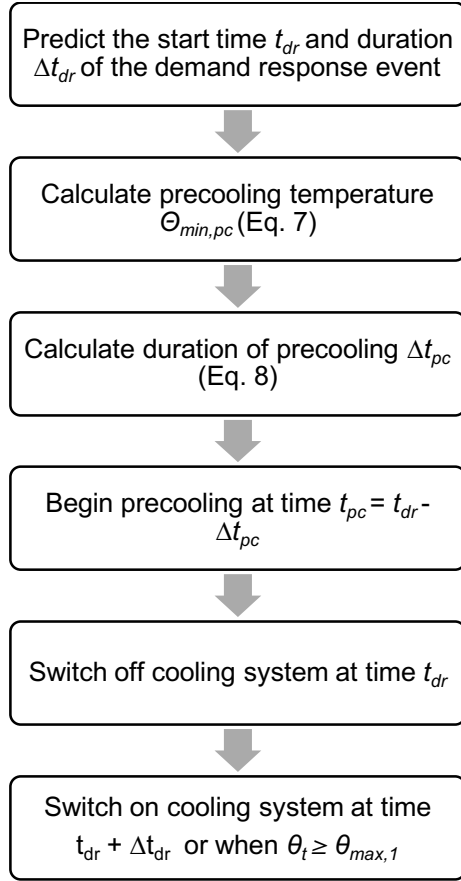 Predict the start time t_dr and duration
Δt_dr of the demand response event
Calculate precooling temperature
Θ_min,pc (Eq. 7)
Calculate duration of precooling Δt_pc
(Eq. 8)
Begin precooling at time t_pc = t_dr -
Δt_pc
Switch off cooling system at time t_dr
Switch on cooling system at time
t_dr + Δt_dr or when θ_t ≥ θ_max,1